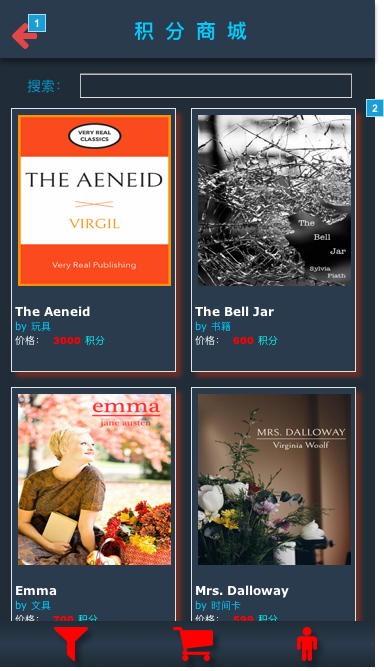 1
积分商城
搜索：
2
VERY REAL
CLASSICS
THE AENEID
VIRGIL
Very Real Publishing
The
Bell
Jar
Sylvia
Plath
The Aeneid
by 玩具
价格： 3000 积分
The Bell Jar
by 书籍
价格： 600 积分
emma
jane austen
MRS. DALLOWAY
Virginia Woolf
Emma
by 文具
价格： 700 积分
Mrs. Dalloway
by 时间卡
价格： 599 积分